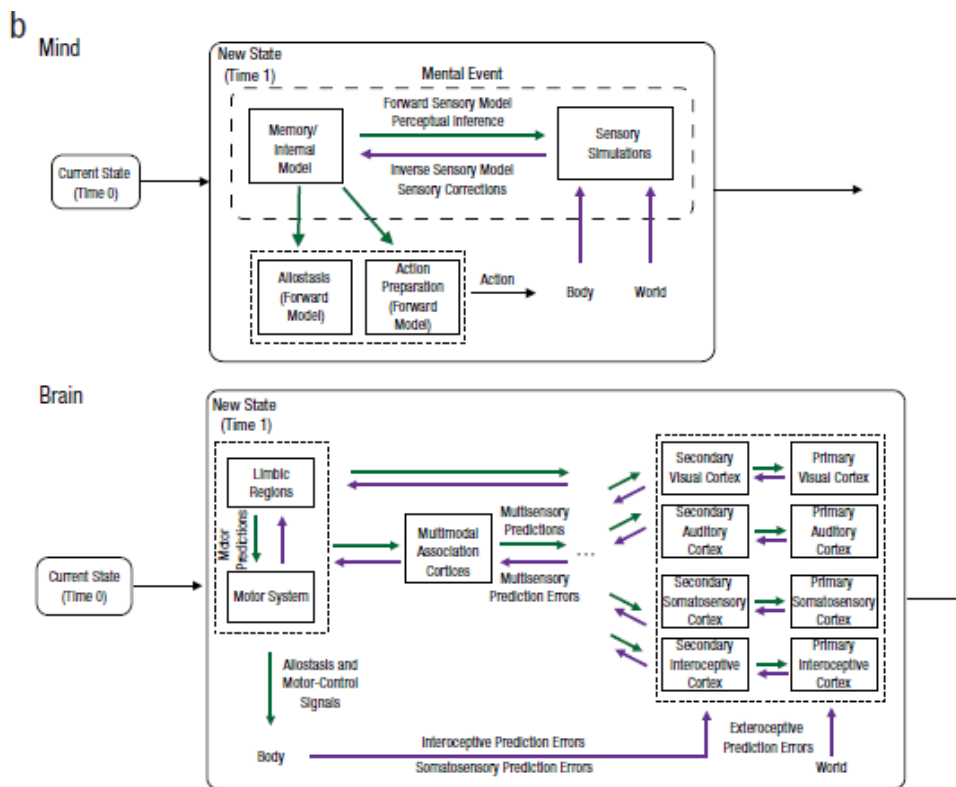 b
Mind
New State
(Time 1)
Mental Event
Forward Sensory Model
Perceptual Inference
Memory/
Internal
Model
Sensory
Simulations
Inverse Sensory Model
Sensory Corrections
Current State
(Time 0)
Allostasis
(Forward
Model)
Action
Preparation
(Forward
Model)
Action
Body
World
Brain
New State
(Time 1)
Limbic
Regions
Motor
Predictions
Motor System
Multimodal
Association
Cortices
Multisensory
Predictions
...
Multisensory
Prediction Errors
Secondary
Visual Cortex
Primary
Visual Cortex
Secondary
Auditory
Cortex
Primary
Auditory
Cortex
Secondary
Somatosensory
Cortex
Primary
Somatosensory
Cortex
Secondary
Interoceptive
Cortex
Primary
Interoceptive
Cortex
Current State
(Time 0)
Allostasis and
Motor-Control
Signals
Body
Interoceptive Prediction Errors
Somatosensory Prediction Errors
Exteroceptive
Prediction Errors
World